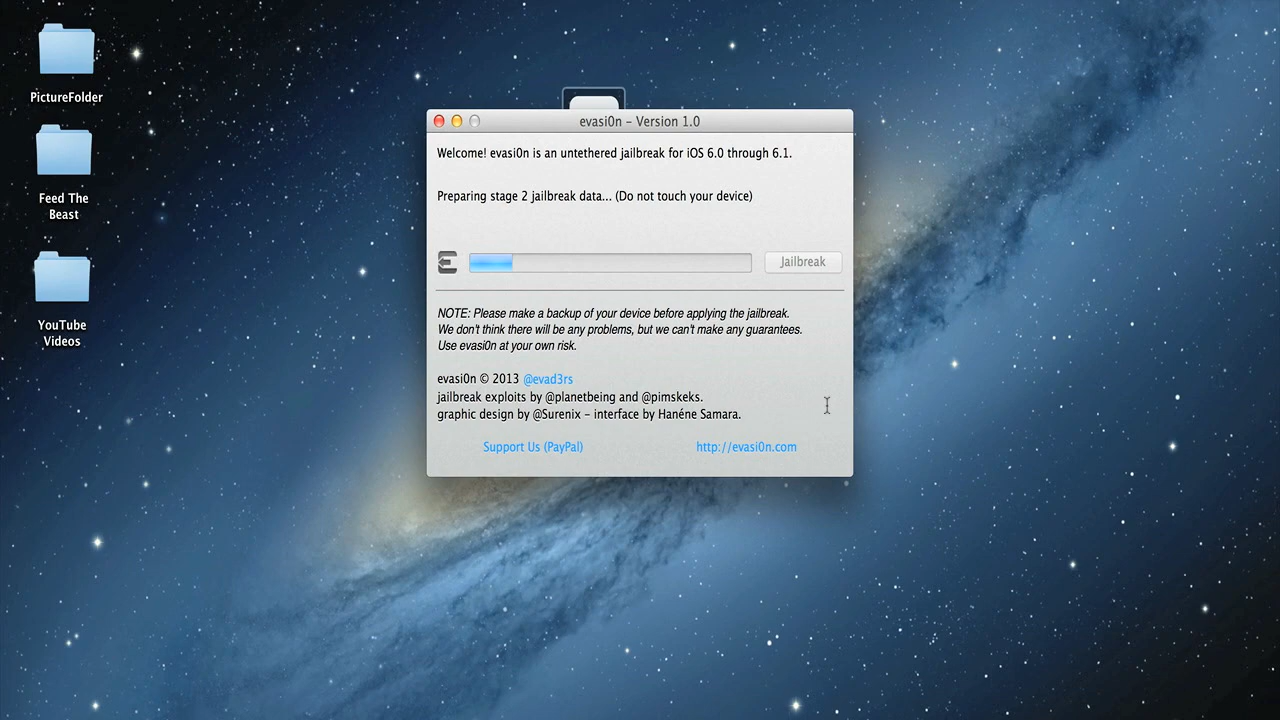 PictureFolder
Feed The
Beast
YouTube
Videos
evasi0n – Version 1.0
Welcome! evasi0n is an untethered jailbreak for iOS 6.0 through 6.1.
Preparing stage 2 jailbreak data... (Do not touch your device)
Jailbreak
NOTE: Please make a backup of your device before applying the jailbreak.
We don't think there will be any problems, but we can't make any guarantees.
Use evasi0n at your own risk.
evasi0n © 2013 @evad3rs
jailbreak exploits by @planetbeing and @pimskeks.
graphic design by @Surenix – interface by Hanéne Samara.
Support Us (PayPal)
http://evasi0n.com